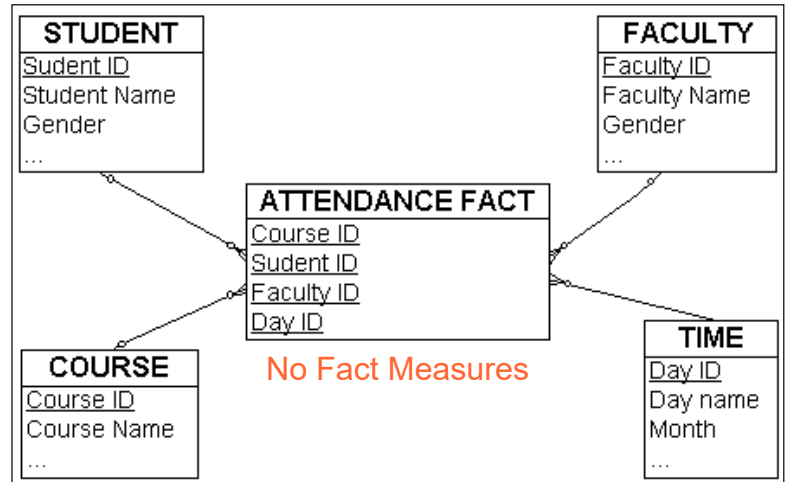 STUDENT
Sudent ID
Student Name
Gender
...
FACULTY
Faculty ID
Faculty Name
Gender
...
ATTENDANCE FACT
Course ID
Sudent ID
Faculty ID
Day ID
No Fact Measures
COURSE
Course ID
Course Name
...
TIME
Day ID
Day name
Month
...